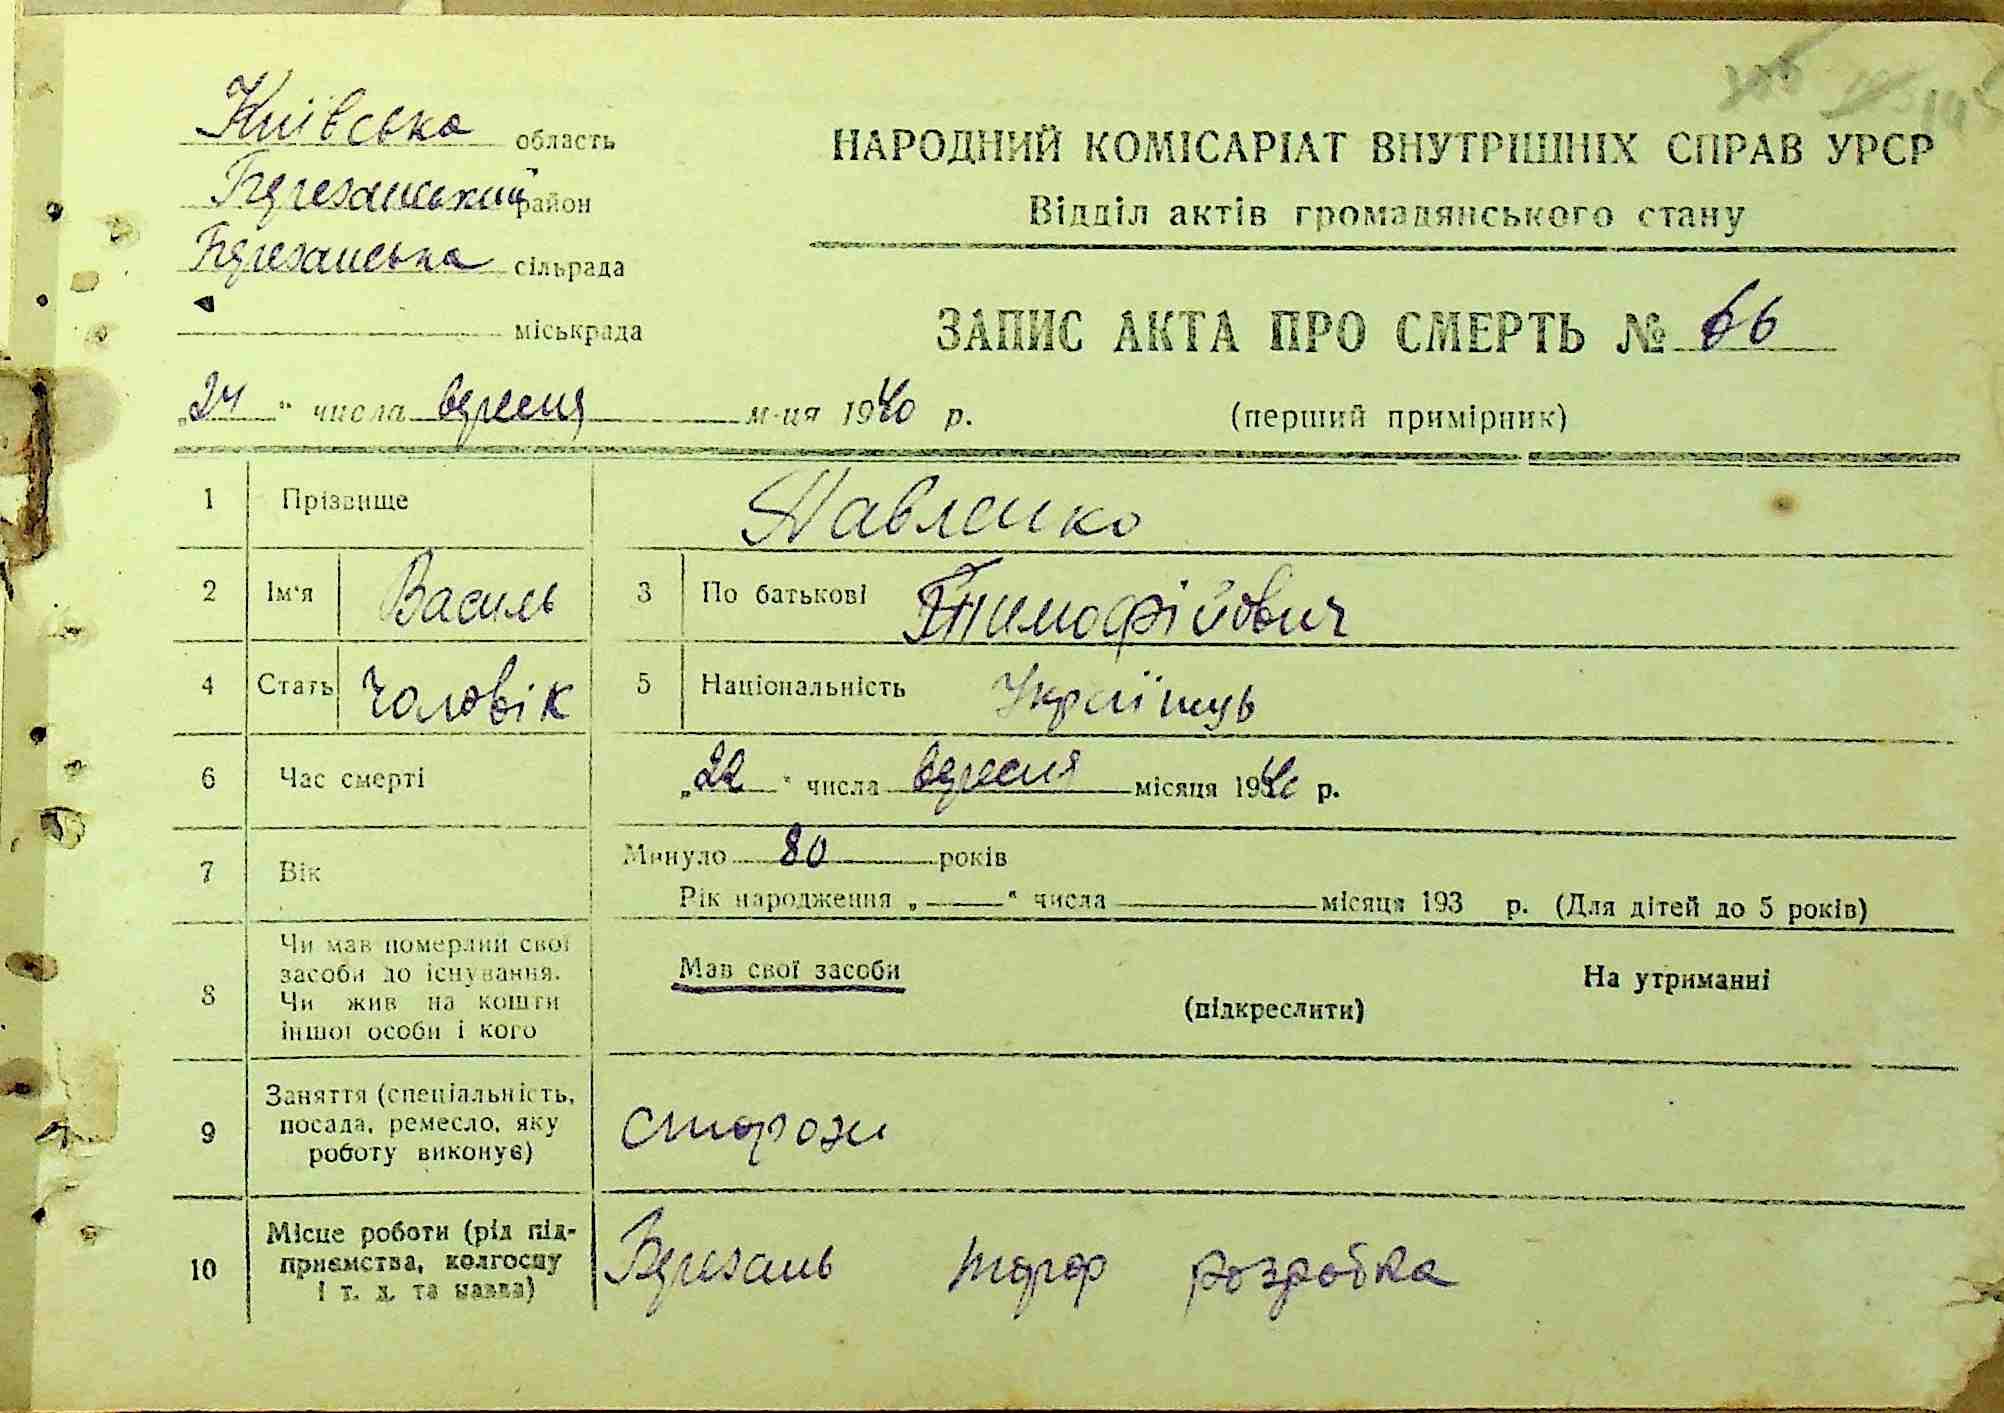 Київська область
Березанський район
Березанська сільрада
міськрада
НАРОДНИЙ КОМІСАРІАТ ВНУТРІШНІХ СПРАВ УРСР
Відділ актів громадянського стану
ЗАПИС АКТА ПРО СМЕРТЬ № 66
„24“ числа вересня м-ця 1940 р.
(перший примірник)
1 Прізвище Павленко
2 Ім'я Василь 3 По батькові Тимофійович
4 Стать Чоловік 5 Національність Українць
6 Час смерті „22“ числа вересня місяця 1940 р.
7 Вік Минуло 80 років
Рік народження „ “ числа місяця 193 р. (Для дітей до 5 років)
8 Чи мав померлий свої
засоби до існування.
Чи жив на кошти
іншої особи і кого
Мав свої засоби
(підкреслити)
На утриманні
9 Заняття (спеціальність,
посада, ремесло, яку
роботу виконує)
сторож
10 Місце роботи (рід під-
приємства, колгоспу
і т. д. та назва)
Березань торф розробка